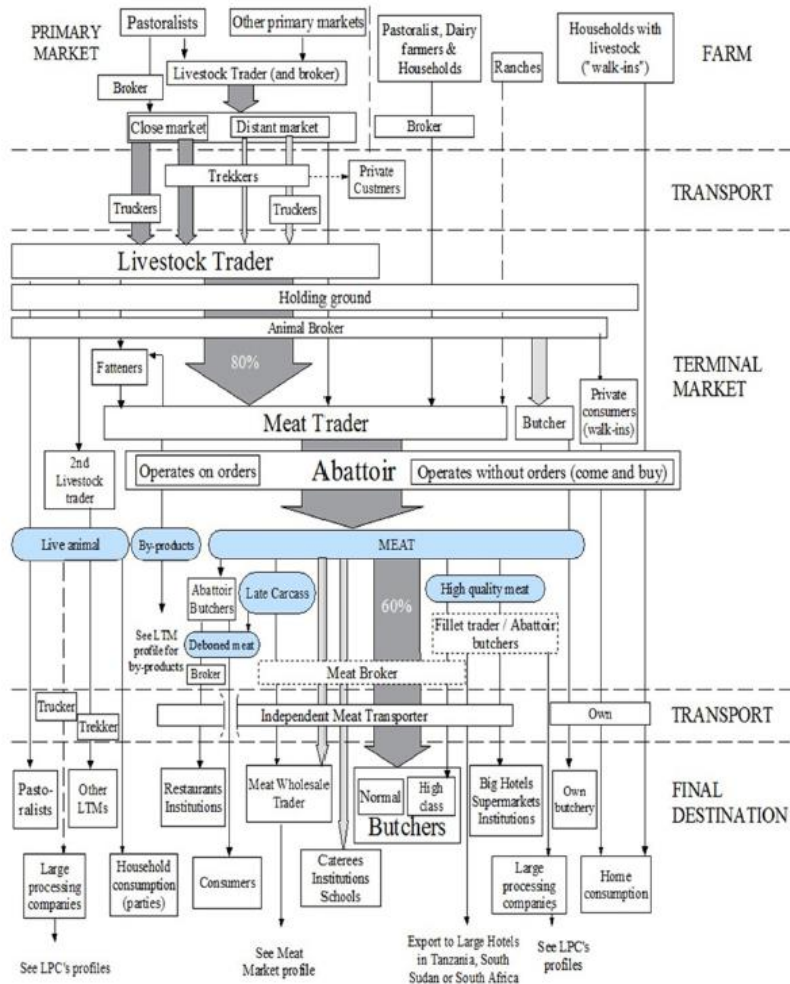 PRIMARY
MARKET
Pastoralists
Other primary markets
Pastoralist, Dairy
farmers &
Households
Ranches
Households with
livestock
("walk-ins")
FARM
Livestock Trader (and broker)
Broker
Close market
Distant market
Broker
Trekkers
Private
Custmers
TRANSPORT
Truckers
Truckers
Livestock Trader
Holding ground
Animal Broker
80%
Fatteners
TERMINAL
MARKET
Private
consumers
(walk-ins)
Meat Trader
Butcher
2nd
Livestock
trader
Operates on orders
Abattoir
Operates without orders (come and buy)
Live animal
By-products
MEAT
Abattoir
Butchers
Late Carcass
60%
High quality meat
Fillet trader / Abattoir
butchers
See LTM
profile for
by-products
Deboned meat
Broker
Meat Broker
Trucker
Trekker
Independent Meat Transporter
Own
TRANSPORT
Pasto-
ralists
Other
LTMs
Restaurants
Institutions
Meat Wholesale
Trader
Normal
High
class
Butchers
Big Hotels
Supermarkets
Institutions
Own
butchery
FINAL
DESTINATION
Large
processing
companies
Household
consumption
(parties)
Consumers
Caterees
Institutions
Schools
Large
processing
companies
Home
consumption
See LPC's profiles
See Meat
Market profile
Export to Large Hotels
in Tanzania, South
Sudan or South Africa
See LPC's
profiles